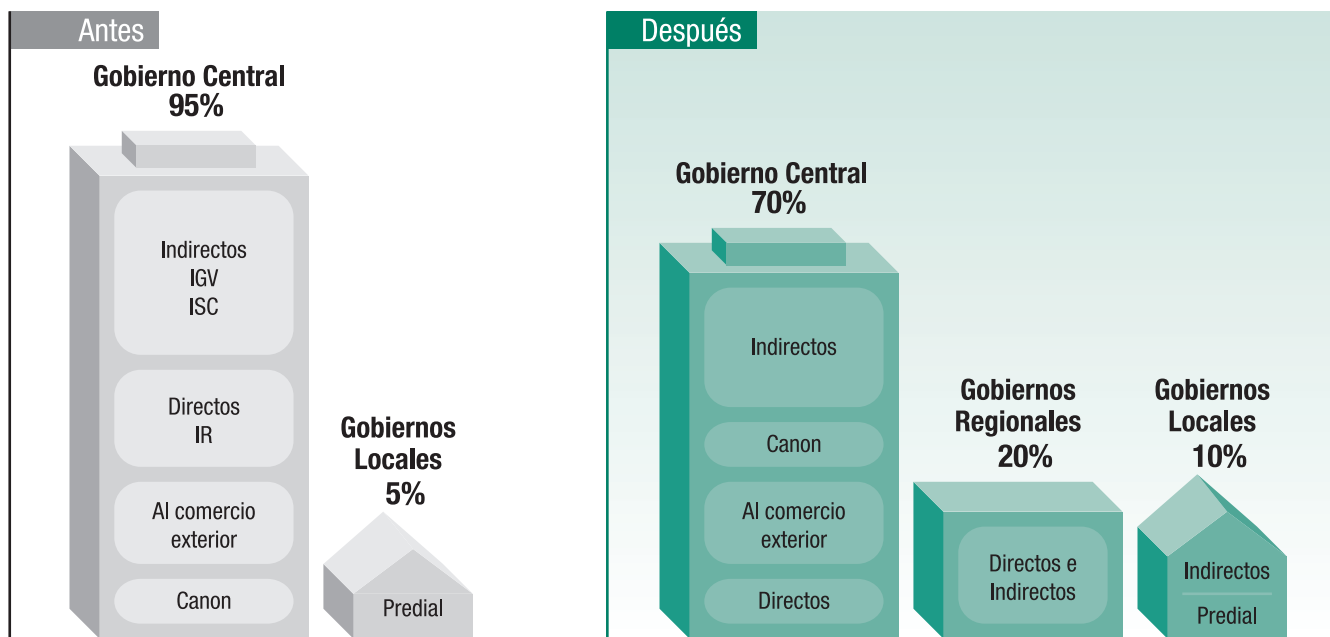 Antes
Gobierno Central
95%
Indirectos
IGV
ISC
Directos
IR
Al comercio
exterior
Canon
Gobiernos
Locales
5%
Predial
Después
Gobierno Central
70%
Indirectos
Canon
Al comercio
exterior
Directos
Gobiernos
Regionales
20%
Directos e
Indirectos
Gobiernos
Locales
10%
Indirectos
Predial